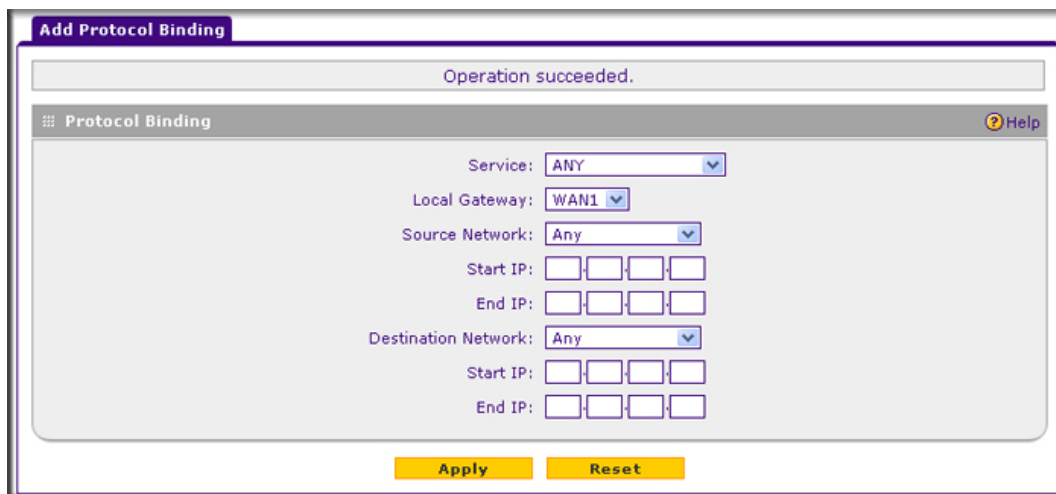 Add Protocol Binding
Operation succeeded.
Protocol Binding
Help
Service: ANY
Local Gateway: WAN1
Source Network: Any
Start IP:
End IP:
Destination Network: Any
Start IP:
End IP:
Apply Reset